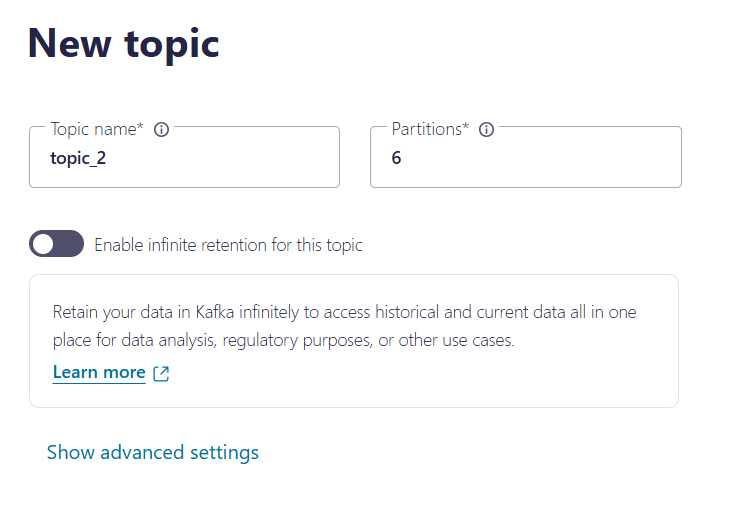 New topic
Topic name* Partitions*
topic_2 6
Enable infinite retention for this topic
Retain your data in Kafka infinitely to access historical and current data all in one
place for data analysis, regulatory purposes, or other use cases.
Learn more
Show advanced settings